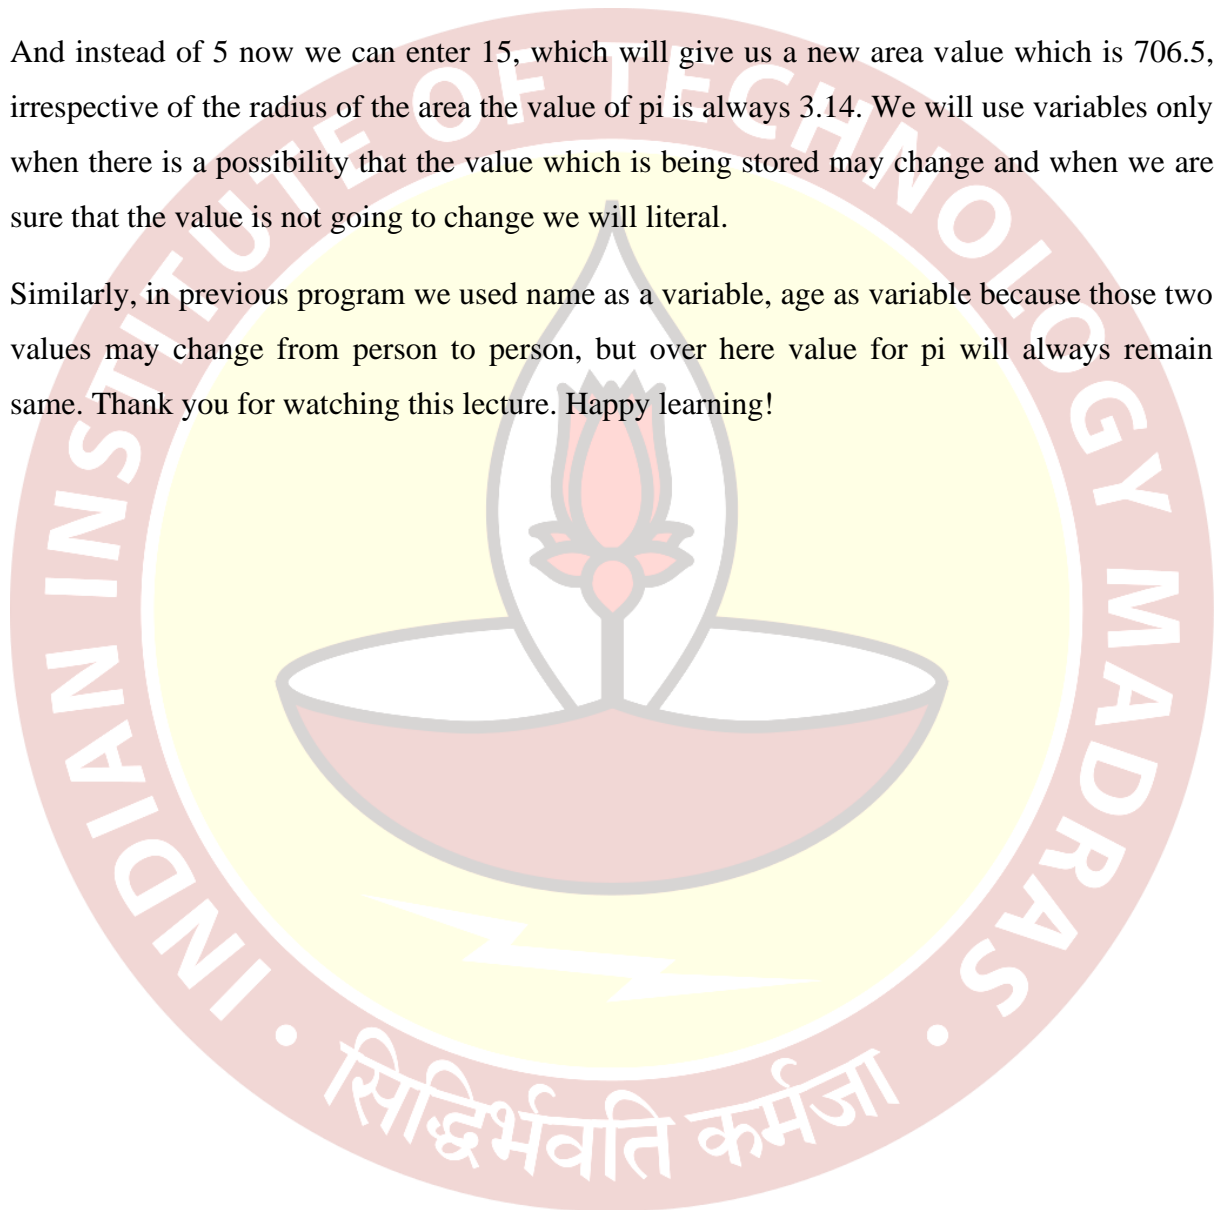 And instead of 5 now we can enter 15, which will give us a new area value which is 706.5,
irrespective of the radius of the area the value of pi is always 3.14. We will use variables only
when there is a possibility that the value which is being stored may change and when we are
sure that the value is not going to change we will literal.
Similarly, in previous program we used name as a variable, age as variable because those two
values may change from person to person, but over here value for pi will always remain
same. Thank you for watching this lecture. Happy learning!
INDIAN INSTITUTE OF TECHNOLOGY MADRAS
सिद्धिर्भवति कर्मजा